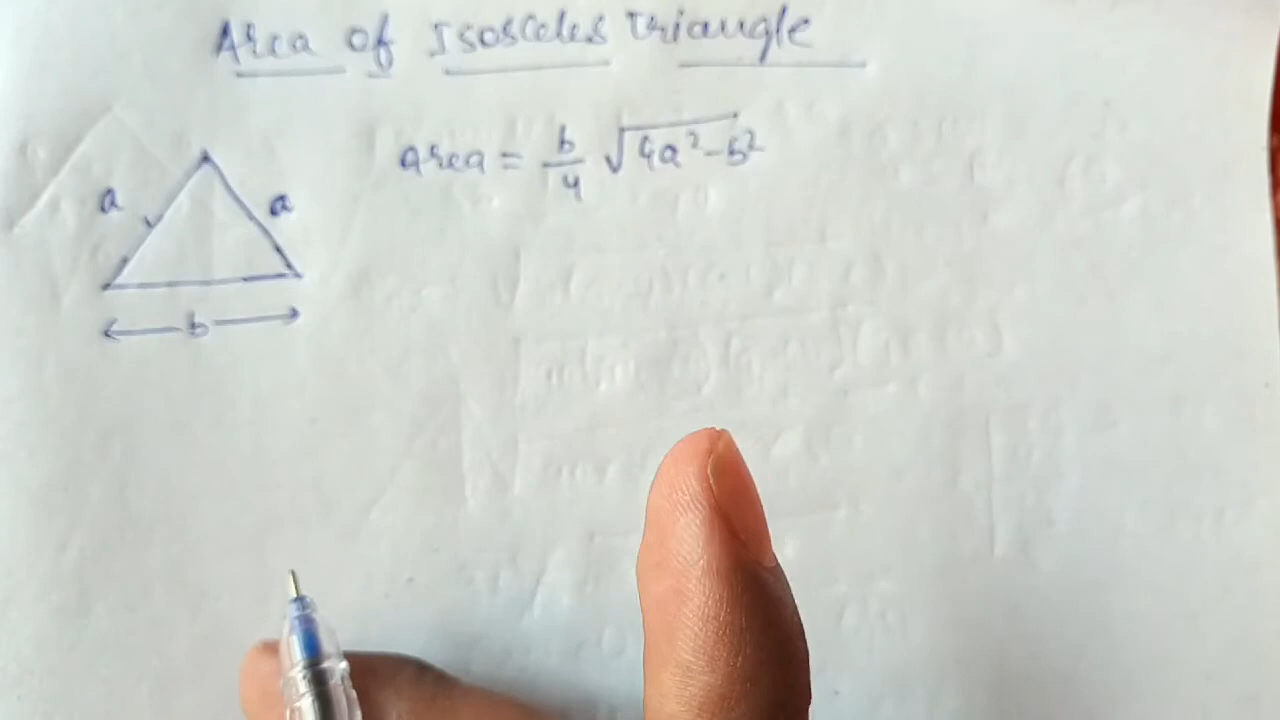 Area of Isosceles triangle
area = b/4 √4a²-b²
a
a
b